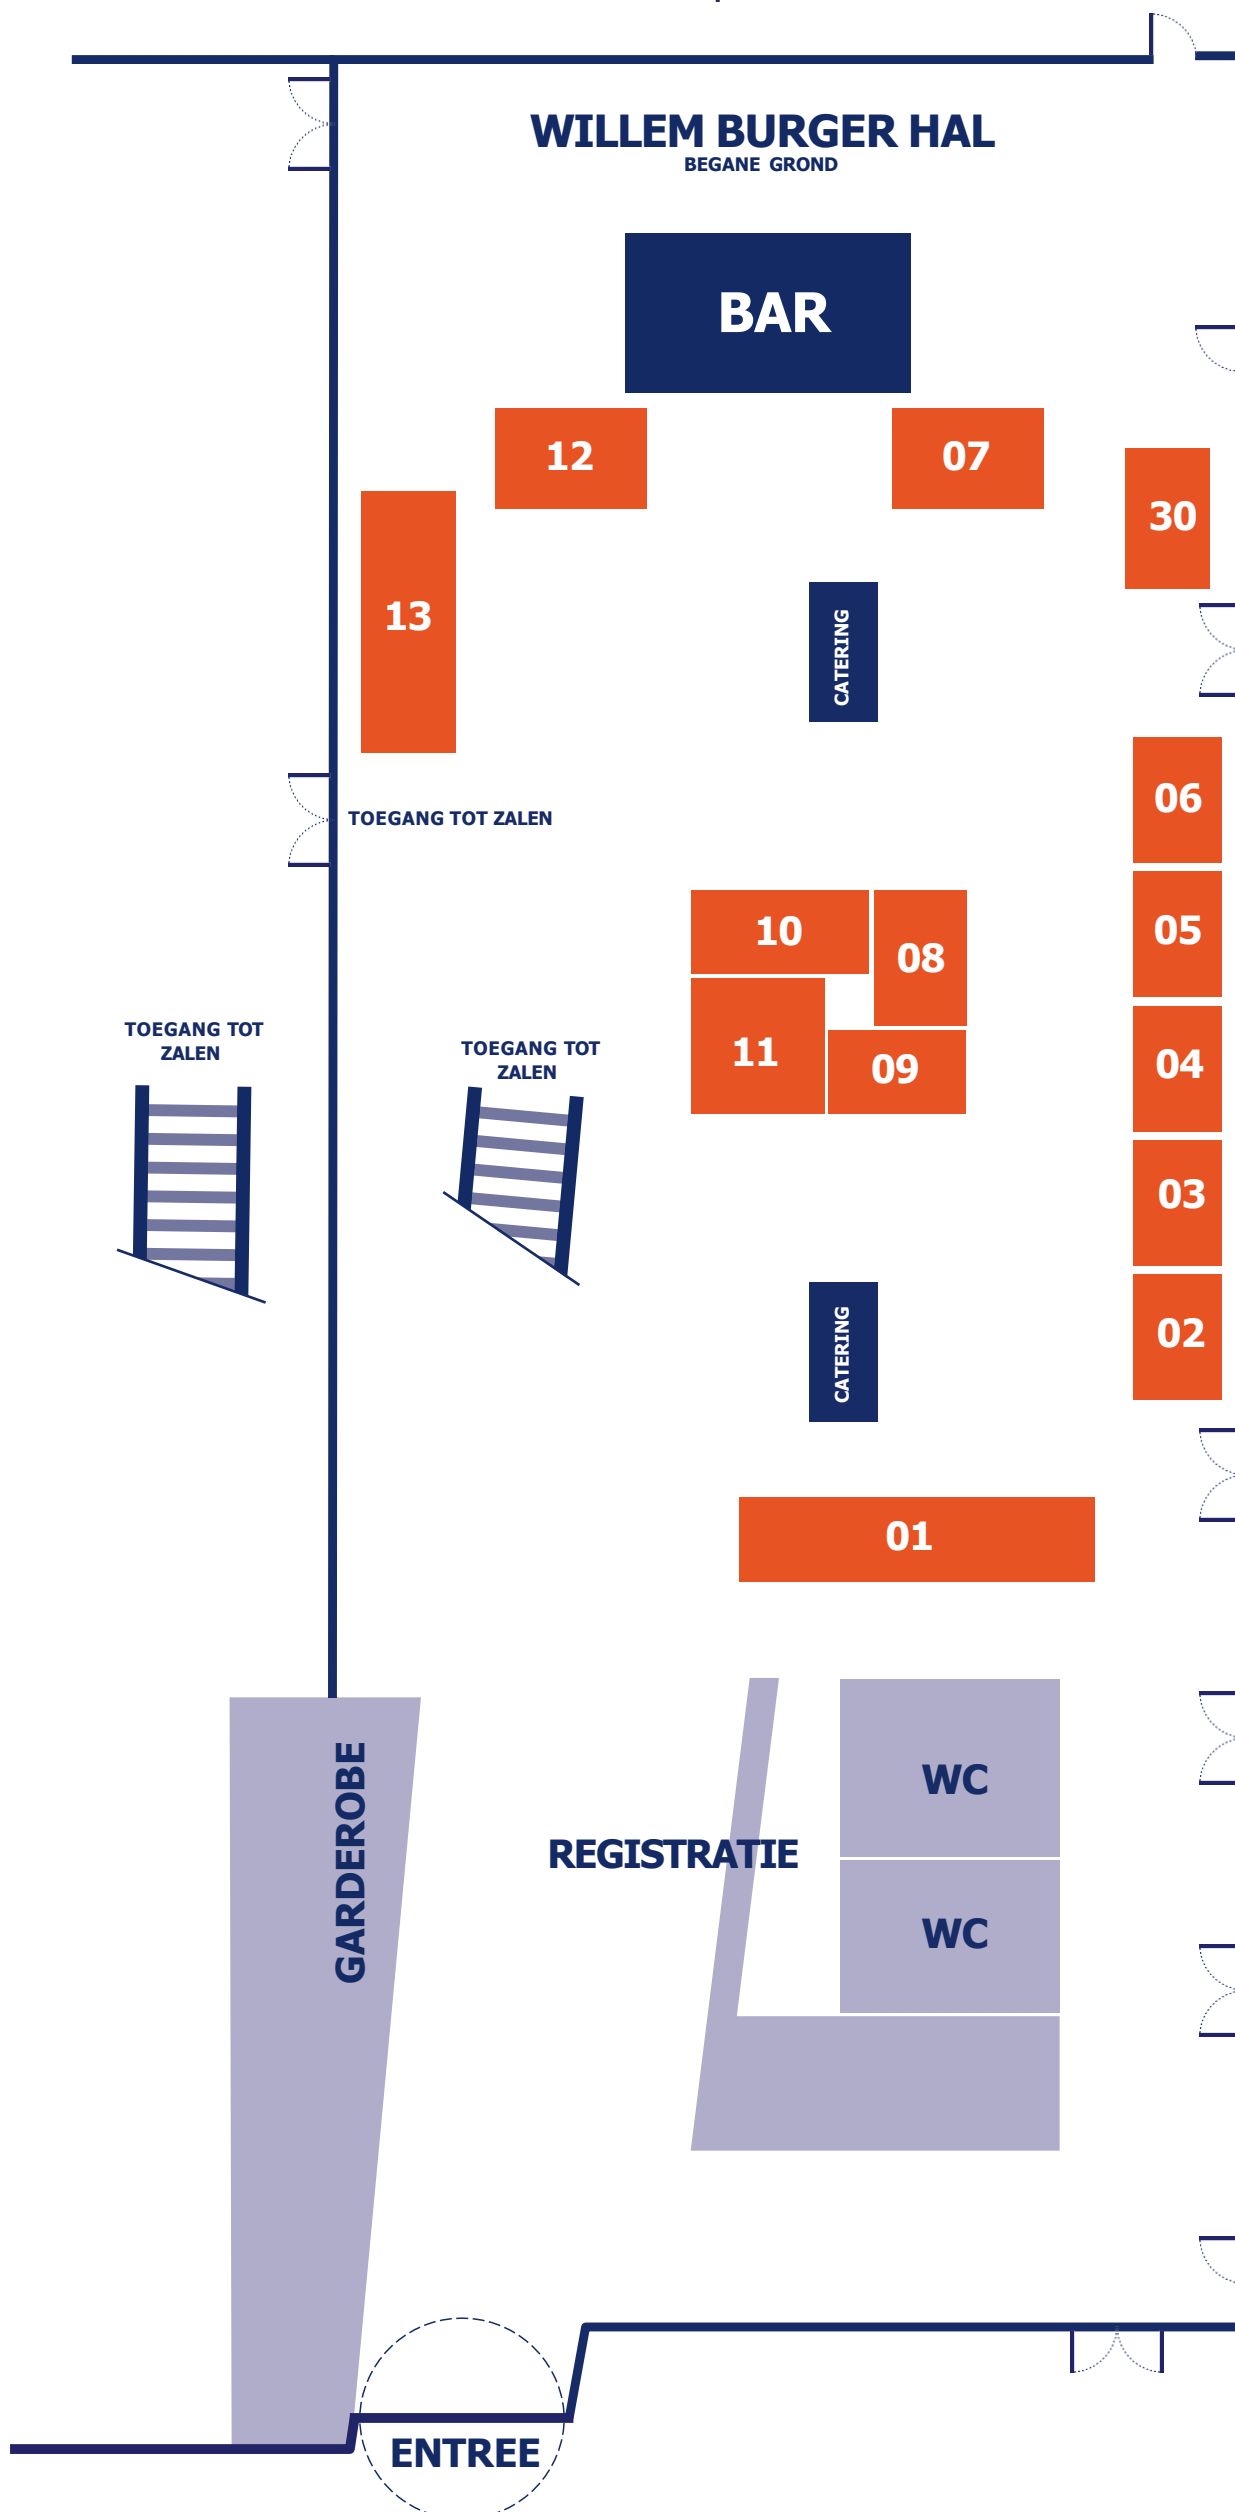 WILLEM BURGER HAL
BEGANE GROND
BAR
12
07
30
13
CATERING
06
TOEGANG TOT ZALEN
10
08
05
11
09
TOEGANG TOT
ZALEN
TOEGANG TOT
ZALEN
04
03
02
CATERING
01
GARDEROBE
REGISTRATIE
WC
WC
ENTREE